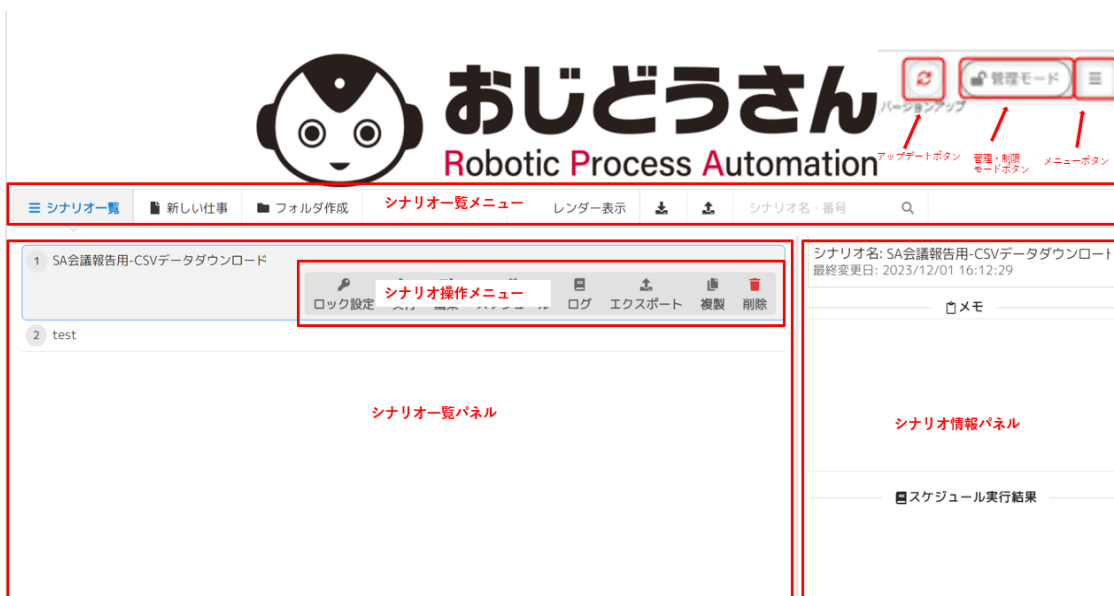 おじどうさん
Robotic Process Automation
管理モード
バージョンアップ
アップデートボタン
管理・制限
モードボタン
メニューボタン
シナリオ一覧
新しい仕事
フォルダ作成
シナリオ一覧メニュー
レンダー表示
シナリオ名・番号
1 SA会議報告用-CSVデータダウンロード
ロック設定
シナリオ操作メニュー
ログ
エクスポート
複製
削除
2 test
シナリオ一覧パネル
シナリオ名: SA会議報告用-CSVデータダウンロード
最終変更日: 2023/12/01 16:12:29
メモ
シナリオ情報パネル
スケジュール実行結果